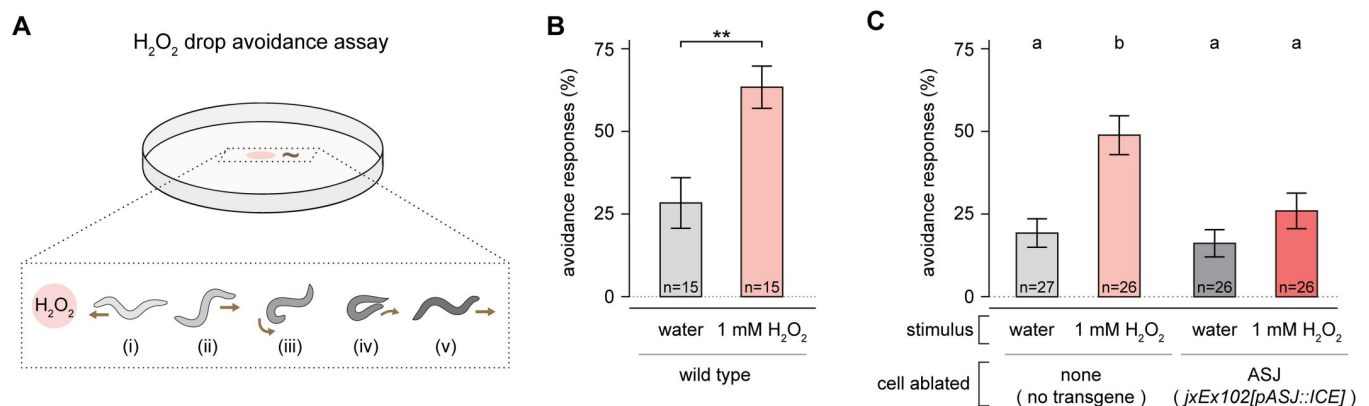 A
H₂O₂ drop avoidance assay
H₂O₂
(i) (ii) (iii) (iv) (v)
B
avoidance responses (%)
75
50
25
0
**
n=15 n=15
water 1 mM H₂O₂
wild type
C
avoidance responses (%)
75
50
25
0
a b a a
n=27 n=26 n=26 n=26
stimulus water 1 mM H₂O₂ water 1 mM H₂O₂
cell ablated none ASJ
( no transgene ) ( jxEx102[pASJ::ICE] )